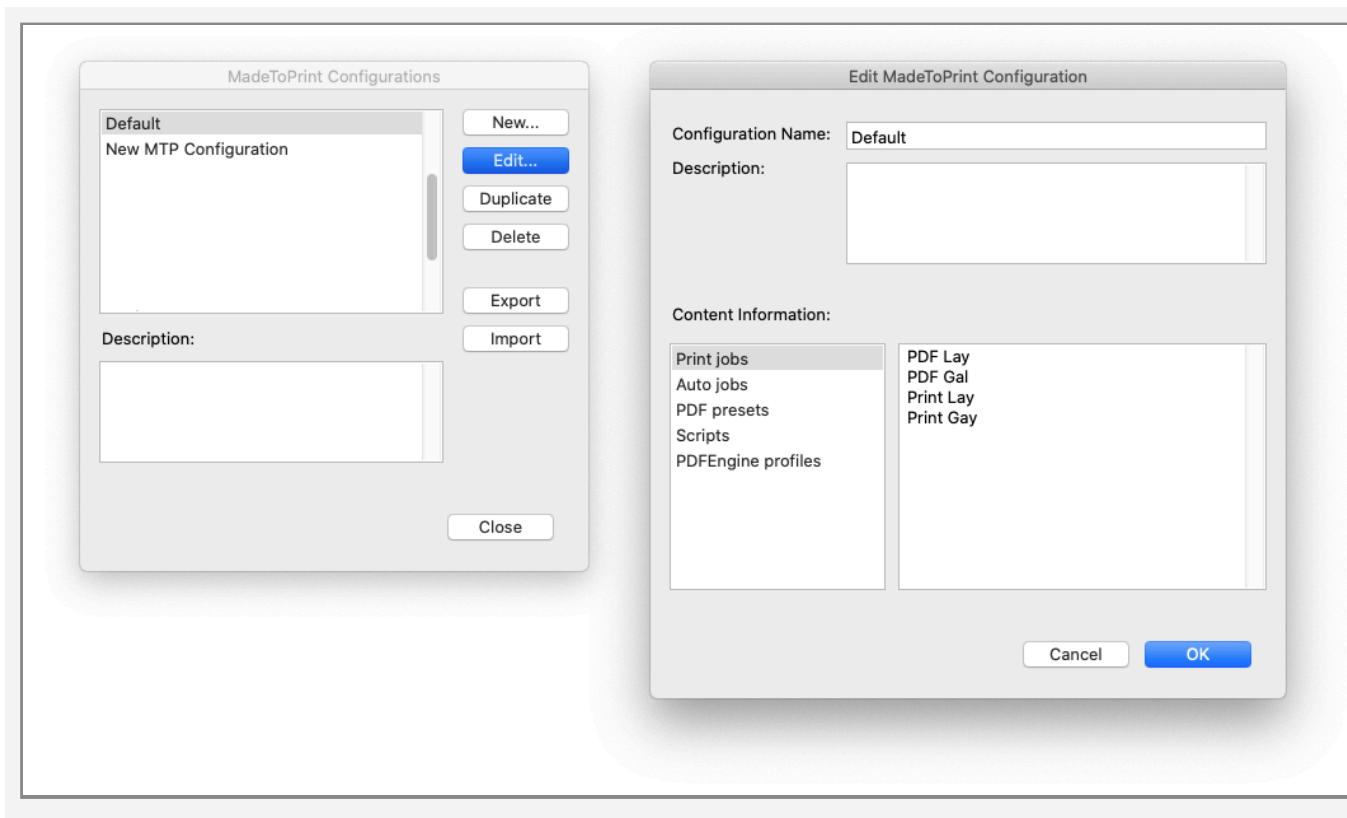 MadeToPrint Configurations
Default
New MTP Configuration
New...
Edit...
Duplicate
Delete
Export
Import
Description:
Close
Edit MadeToPrint Configuration
Configuration Name:
Default
Description:
Content Information:
Print jobs
Auto jobs
PDF presets
Scripts
PDFEngine profiles
PDF Lay
PDF Gal
Print Lay
Print Gay
Cancel
OK